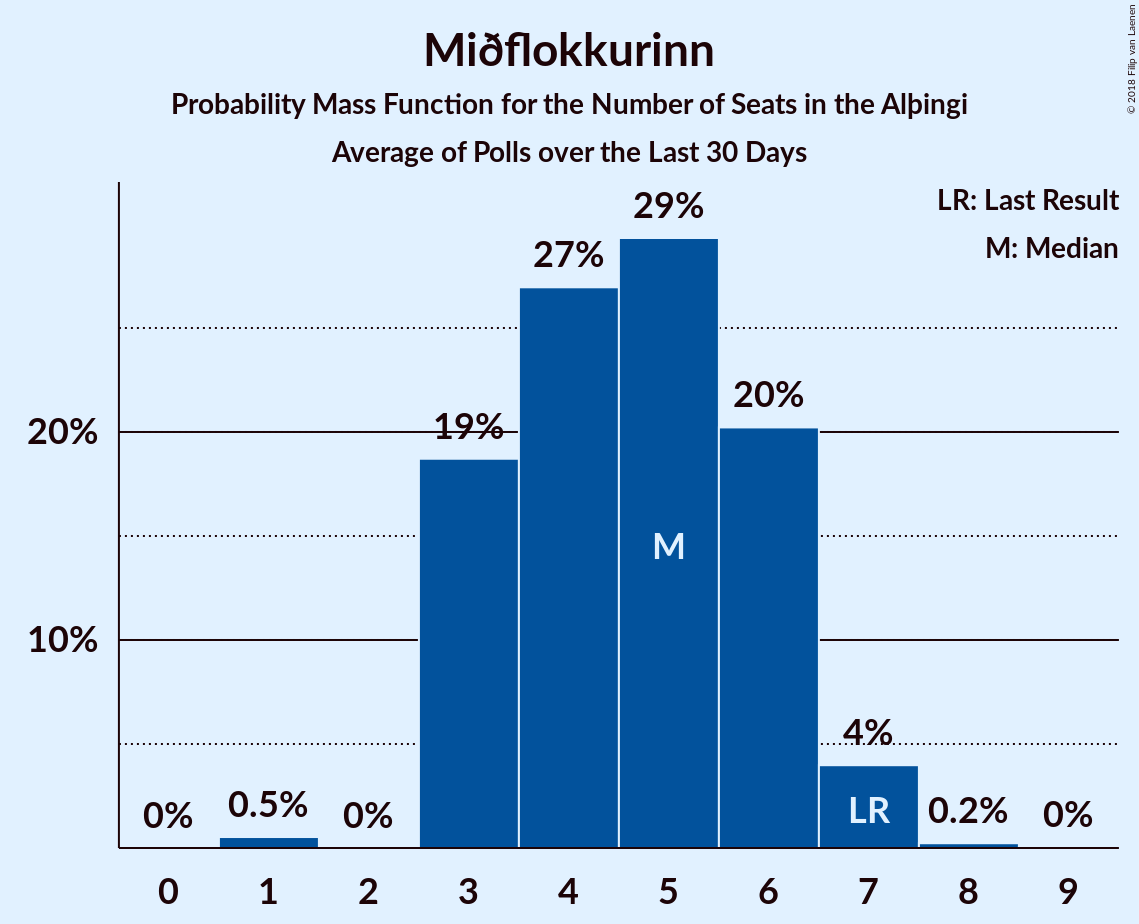 Miðflokkurinn
Probability Mass Function for the Number of Seats in the Alþingi
Average of Polls over the Last 30 Days
© 2018 Filip van Laenen
LR: Last Result
M: Median
29%
27%
20%
19%
20%
M
10%
4%
LR
0%
0.5%
0%
0.2%
0%
0 1 2 3 4 5 6 7 8 9